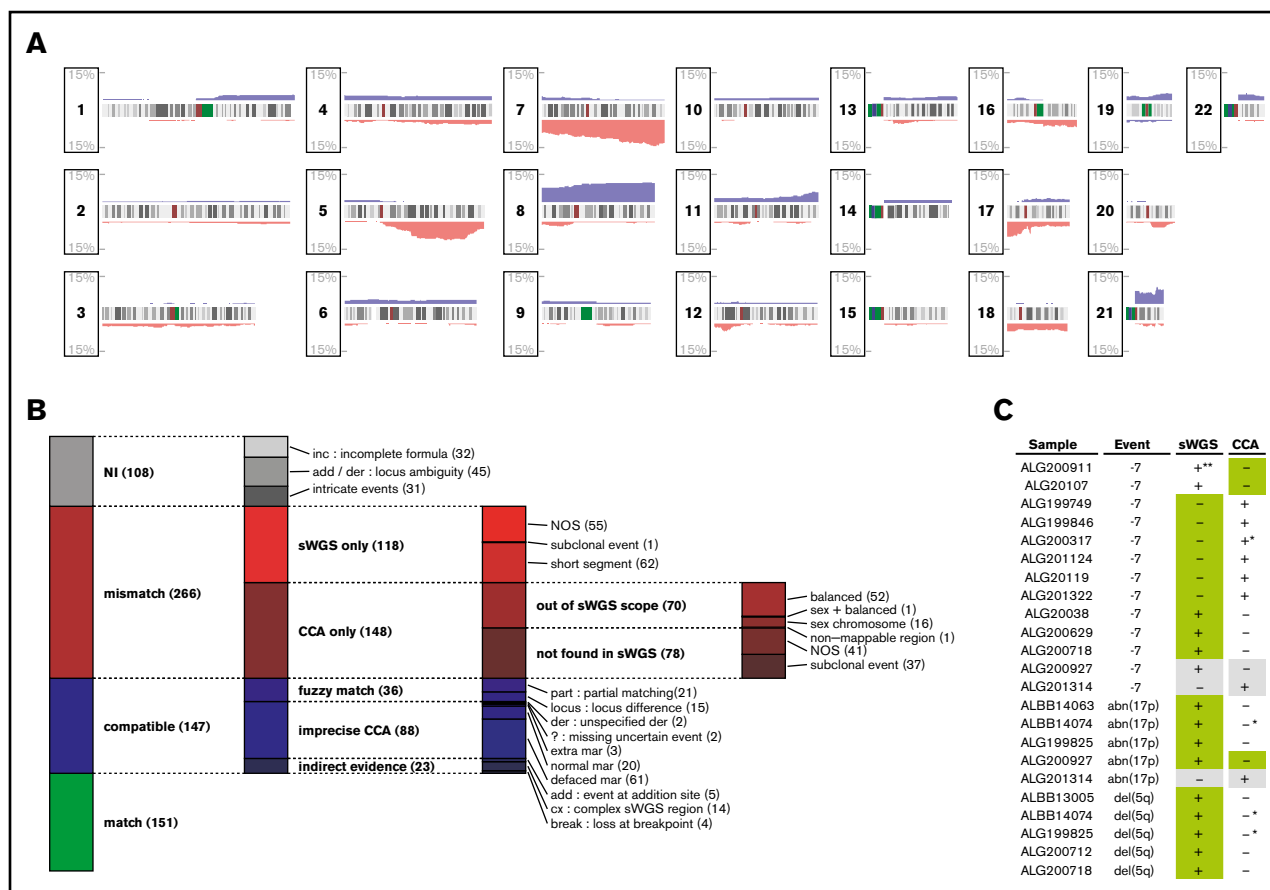 A
15%
1
15%
15%
4
15%
15%
7
15%
15%
10
15%
15%
13
15%
15%
16
15%
15%
19
15%
15%
22
15%
15%
2
15%
15%
5
15%
15%
8
15%
15%
11
15%
15%
14
15%
15%
17
15%
15%
20
15%
15%
3
15%
15%
6
15%
15%
9
15%
15%
12
15%
15%
15
15%
15%
18
15%
15%
21
15%
B
NI (108)
inc : incomplete formula (32)
add / der : locus ambiguity (45)
intricate events (31)
mismatch (266)
sWGS only (118)
NOS (55)
subclonal event (1)
short segment (62)
CCA only (148)
out of sWGS scope (70)
balanced (52)
sex + balanced (1)
sex chromosome (16)
non–mappable region (1)
not found in sWGS (78)
NOS (41)
subclonal event (37)
compatible (147)
fuzzy match (36)
part : partial matching(21)
locus : locus difference (15)
imprecise CCA (88)
der : unspecified der (2)
? : missing uncertain event (2)
extra mar (3)
normal mar (20)
defaced mar (61)
indirect evidence (23)
add : event at addition site (5)
cx : complex sWGS region (14)
break : loss at breakpoint (4)
match (151)
C
Sample Event sWGS CCA
ALG200911 -7 +** –
ALG20107 -7 + –
ALG199749 -7 – +
ALG199846 -7 – +
ALG200317 -7 – +*
ALG201124 -7 – +
ALG20119 -7 – +
ALG201322 -7 – +
ALG20038 -7 + –
ALG200629 -7 + –
ALG200718 -7 + –
ALG200927 -7 + –
ALG201314 -7 – +
ALBB14063 abn(17p) + –
ALBB14074 abn(17p) + –*
ALG199825 abn(17p) + –
ALG200927 abn(17p) + –
ALG201314 abn(17p) – +
ALBB13005 del(5q) + –
ALBB14074 del(5q) + –*
ALG199825 del(5q) + –*
ALG200712 del(5q) + –
ALG200718 del(5q) + –